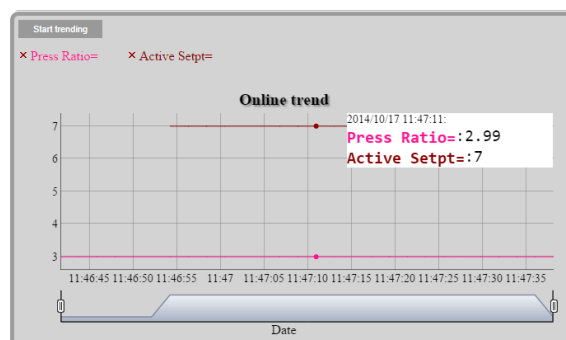 Start trending
× Press Ratio= × Active Setpt=
Online trend
2014/10/17 11:47:11:
Press Ratio=:2.99
Active Setpt=:7
7
6
5
4
3
11:46:45 11:46:50 11:46:55 11:47 11:47:05 11:47:10 11:47:15 11:47:20 11:47:25 11:47:30 11:47:35
Date